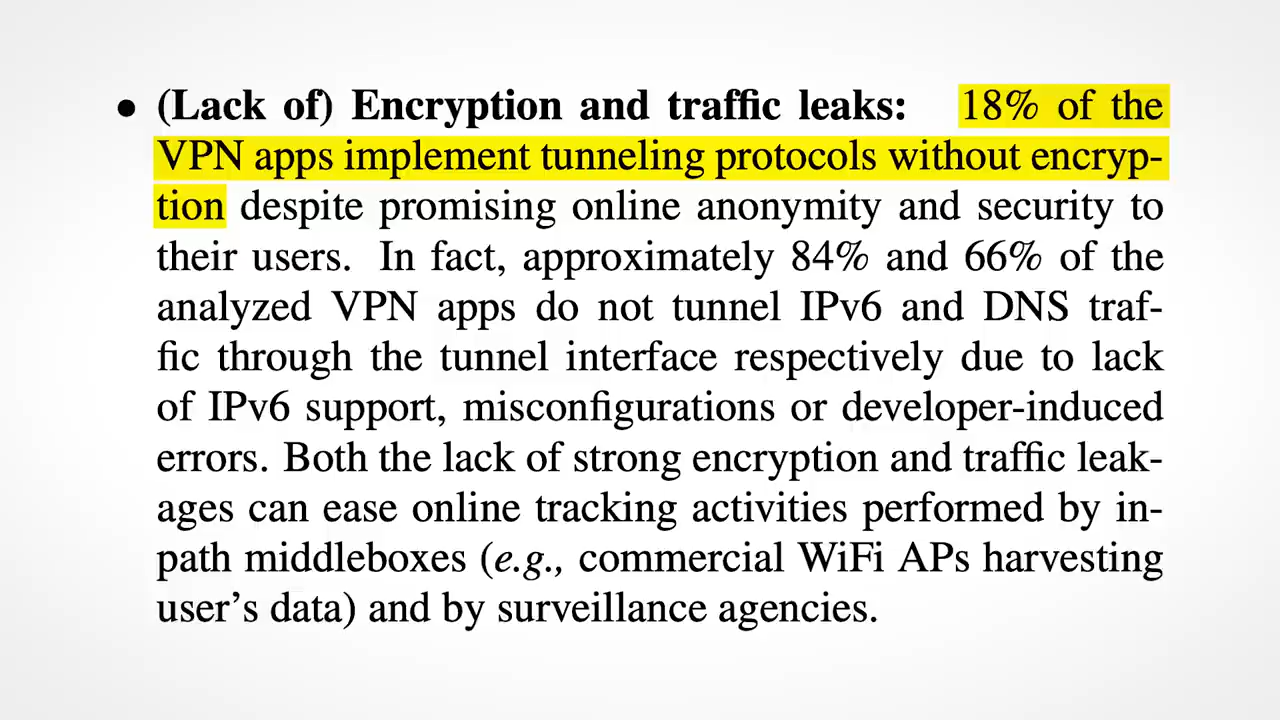 • (Lack of) Encryption and traffic leaks: 18% of the
VPN apps implement tunneling protocols without encryp-
tion despite promising online anonymity and security to
their users. In fact, approximately 84% and 66% of the
analyzed VPN apps do not tunnel IPv6 and DNS traf-
fic through the tunnel interface respectively due to lack
of IPv6 support, misconfigurations or developer-induced
errors. Both the lack of strong encryption and traffic leak-
ages can ease online tracking activities performed by in-
path middleboxes (e.g., commercial WiFi APs harvesting
user's data) and by surveillance agencies.